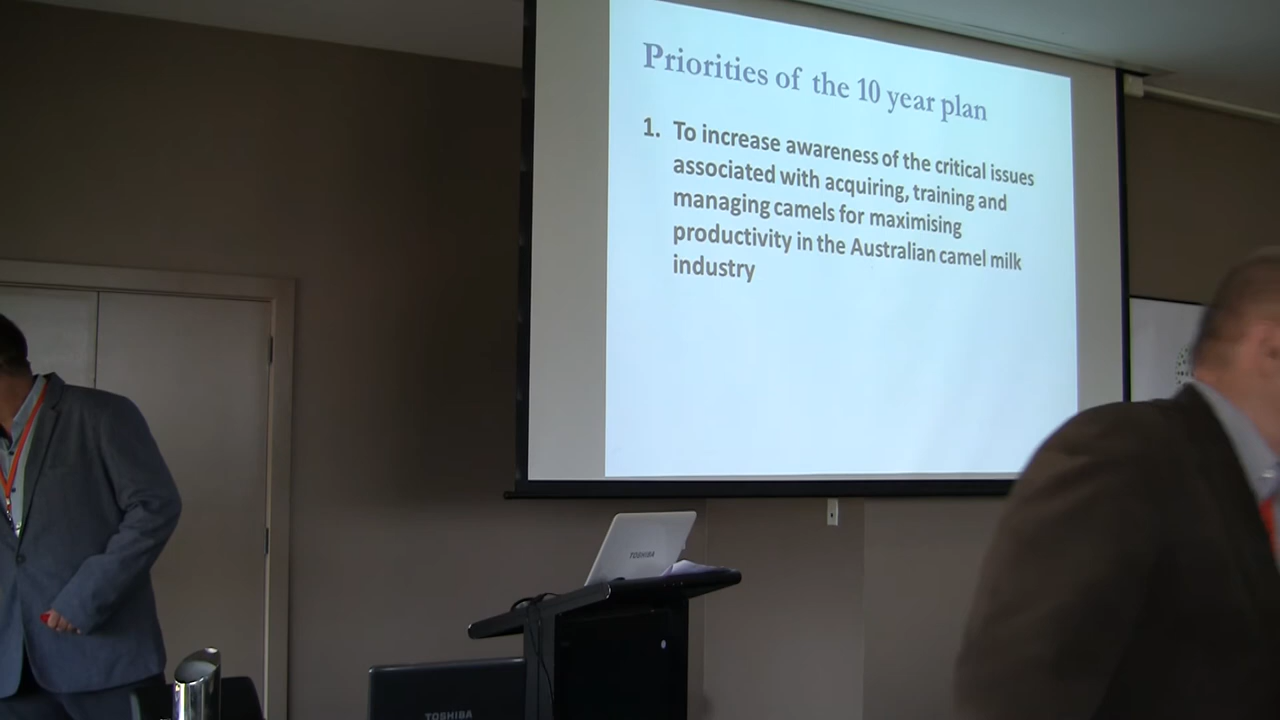 Priorities of the 10 year plan
1. To increase awareness of the critical issues
associated with acquiring, training and
managing camels for maximising
productivity in the Australian camel milk
industry
TOSHIBA
TOSHIBA